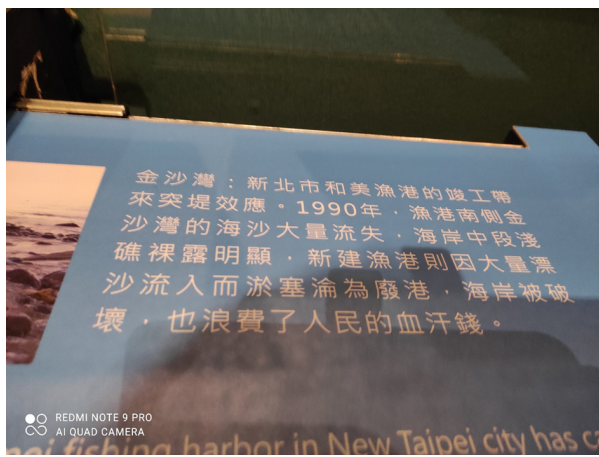 金沙灣：新北市和美漁港的竣工帶
來突堤效應。1990年，漁港南側金
沙灣的海沙大量流失，海岸中段淺
礁裸露明顯，新建漁港則因大量漂
沙流入而淤塞淪為廢港，海岸被破
壞，也浪費了人民的血汗錢。
REDMI NOTE 9 PRO
AI QUAD CAMERA
fishing harbor in New Taipei city has